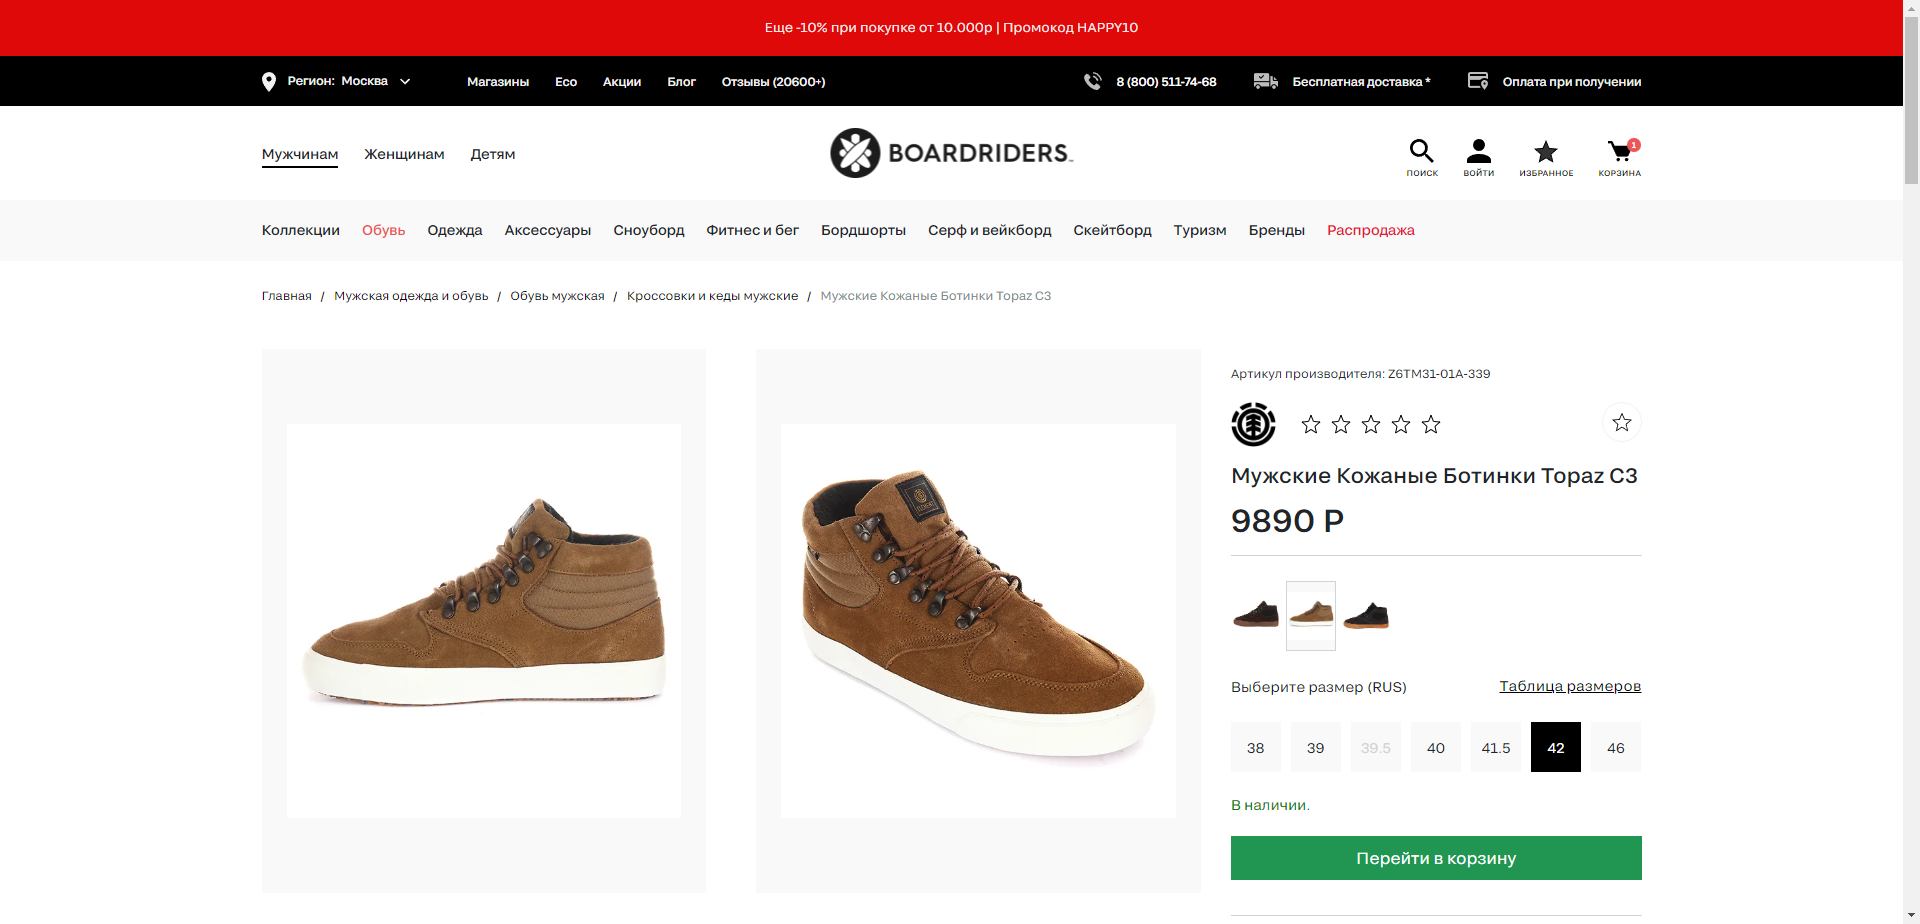 Еще -10% при покупке от 10.000р | Промокод HAPPY10
Регион: Москва
Магазины Eco Акции Блог Отзывы (20600+)
8 (800) 511-74-68 Бесплатная доставка * Оплата при получении
Мужчинам Женщинам Детям
BOARDRIDERS
ПОИСК ВОЙТИ ИЗБРАННОЕ 1 КОРЗИНА
Коллекции Обувь Одежда Аксессуары Сноуборд Фитнес и бег Бордшорты Серф и вейкборд Скейтборд Туризм Бренды Распродажа
Главная / Мужская одежда и обувь / Обувь мужская / Кроссовки и кеды мужские / Мужские Кожаные Ботинки Topaz C3
Артикул производителя: Z6TM31-01A-339
Мужские Кожаные Ботинки Topaz C3
9890 Р
Выберите размер (RUS) Таблица размеров
38 39 39.5 40 41.5 42 46
В наличии.
Перейти в корзину